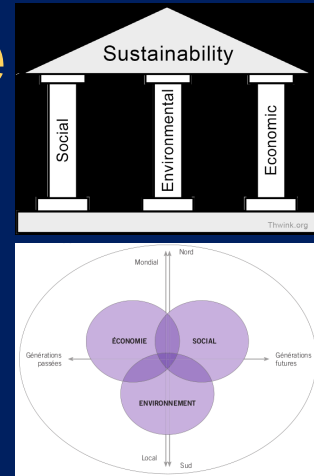 e
Sustainability
Social
Environmental
Economic
Thwink.org
Nord
Mondial
ÉCONOMIE
SOCIAL
Générations
passées
Générations
futures
ENVIRONNEMENT
Local
Sud